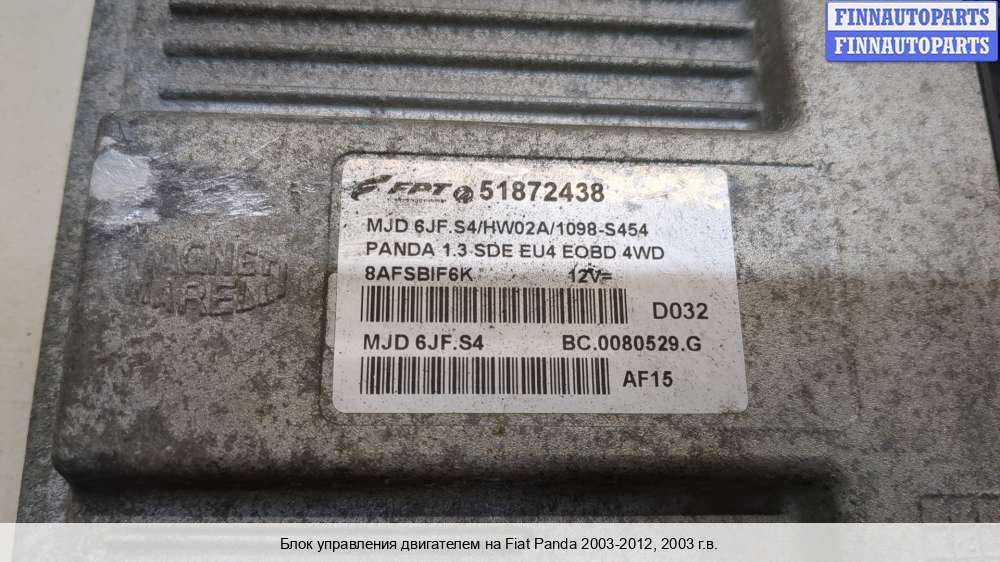 FINNAUTOPARTS
FINNAUTOPARTS
FPT 51872438
MJD 6JF.S4/HW02A/1098-S454
PANDA 1.3 SDE EU4 EOBD 4WD
8AFSBIF6K 12V=
D032
MJD 6JF.S4 BC.0080529.G
AF15
MAGNETI
MARELLI
Блок управления двигателем на Fiat Panda 2003-2012, 2003 г.в.